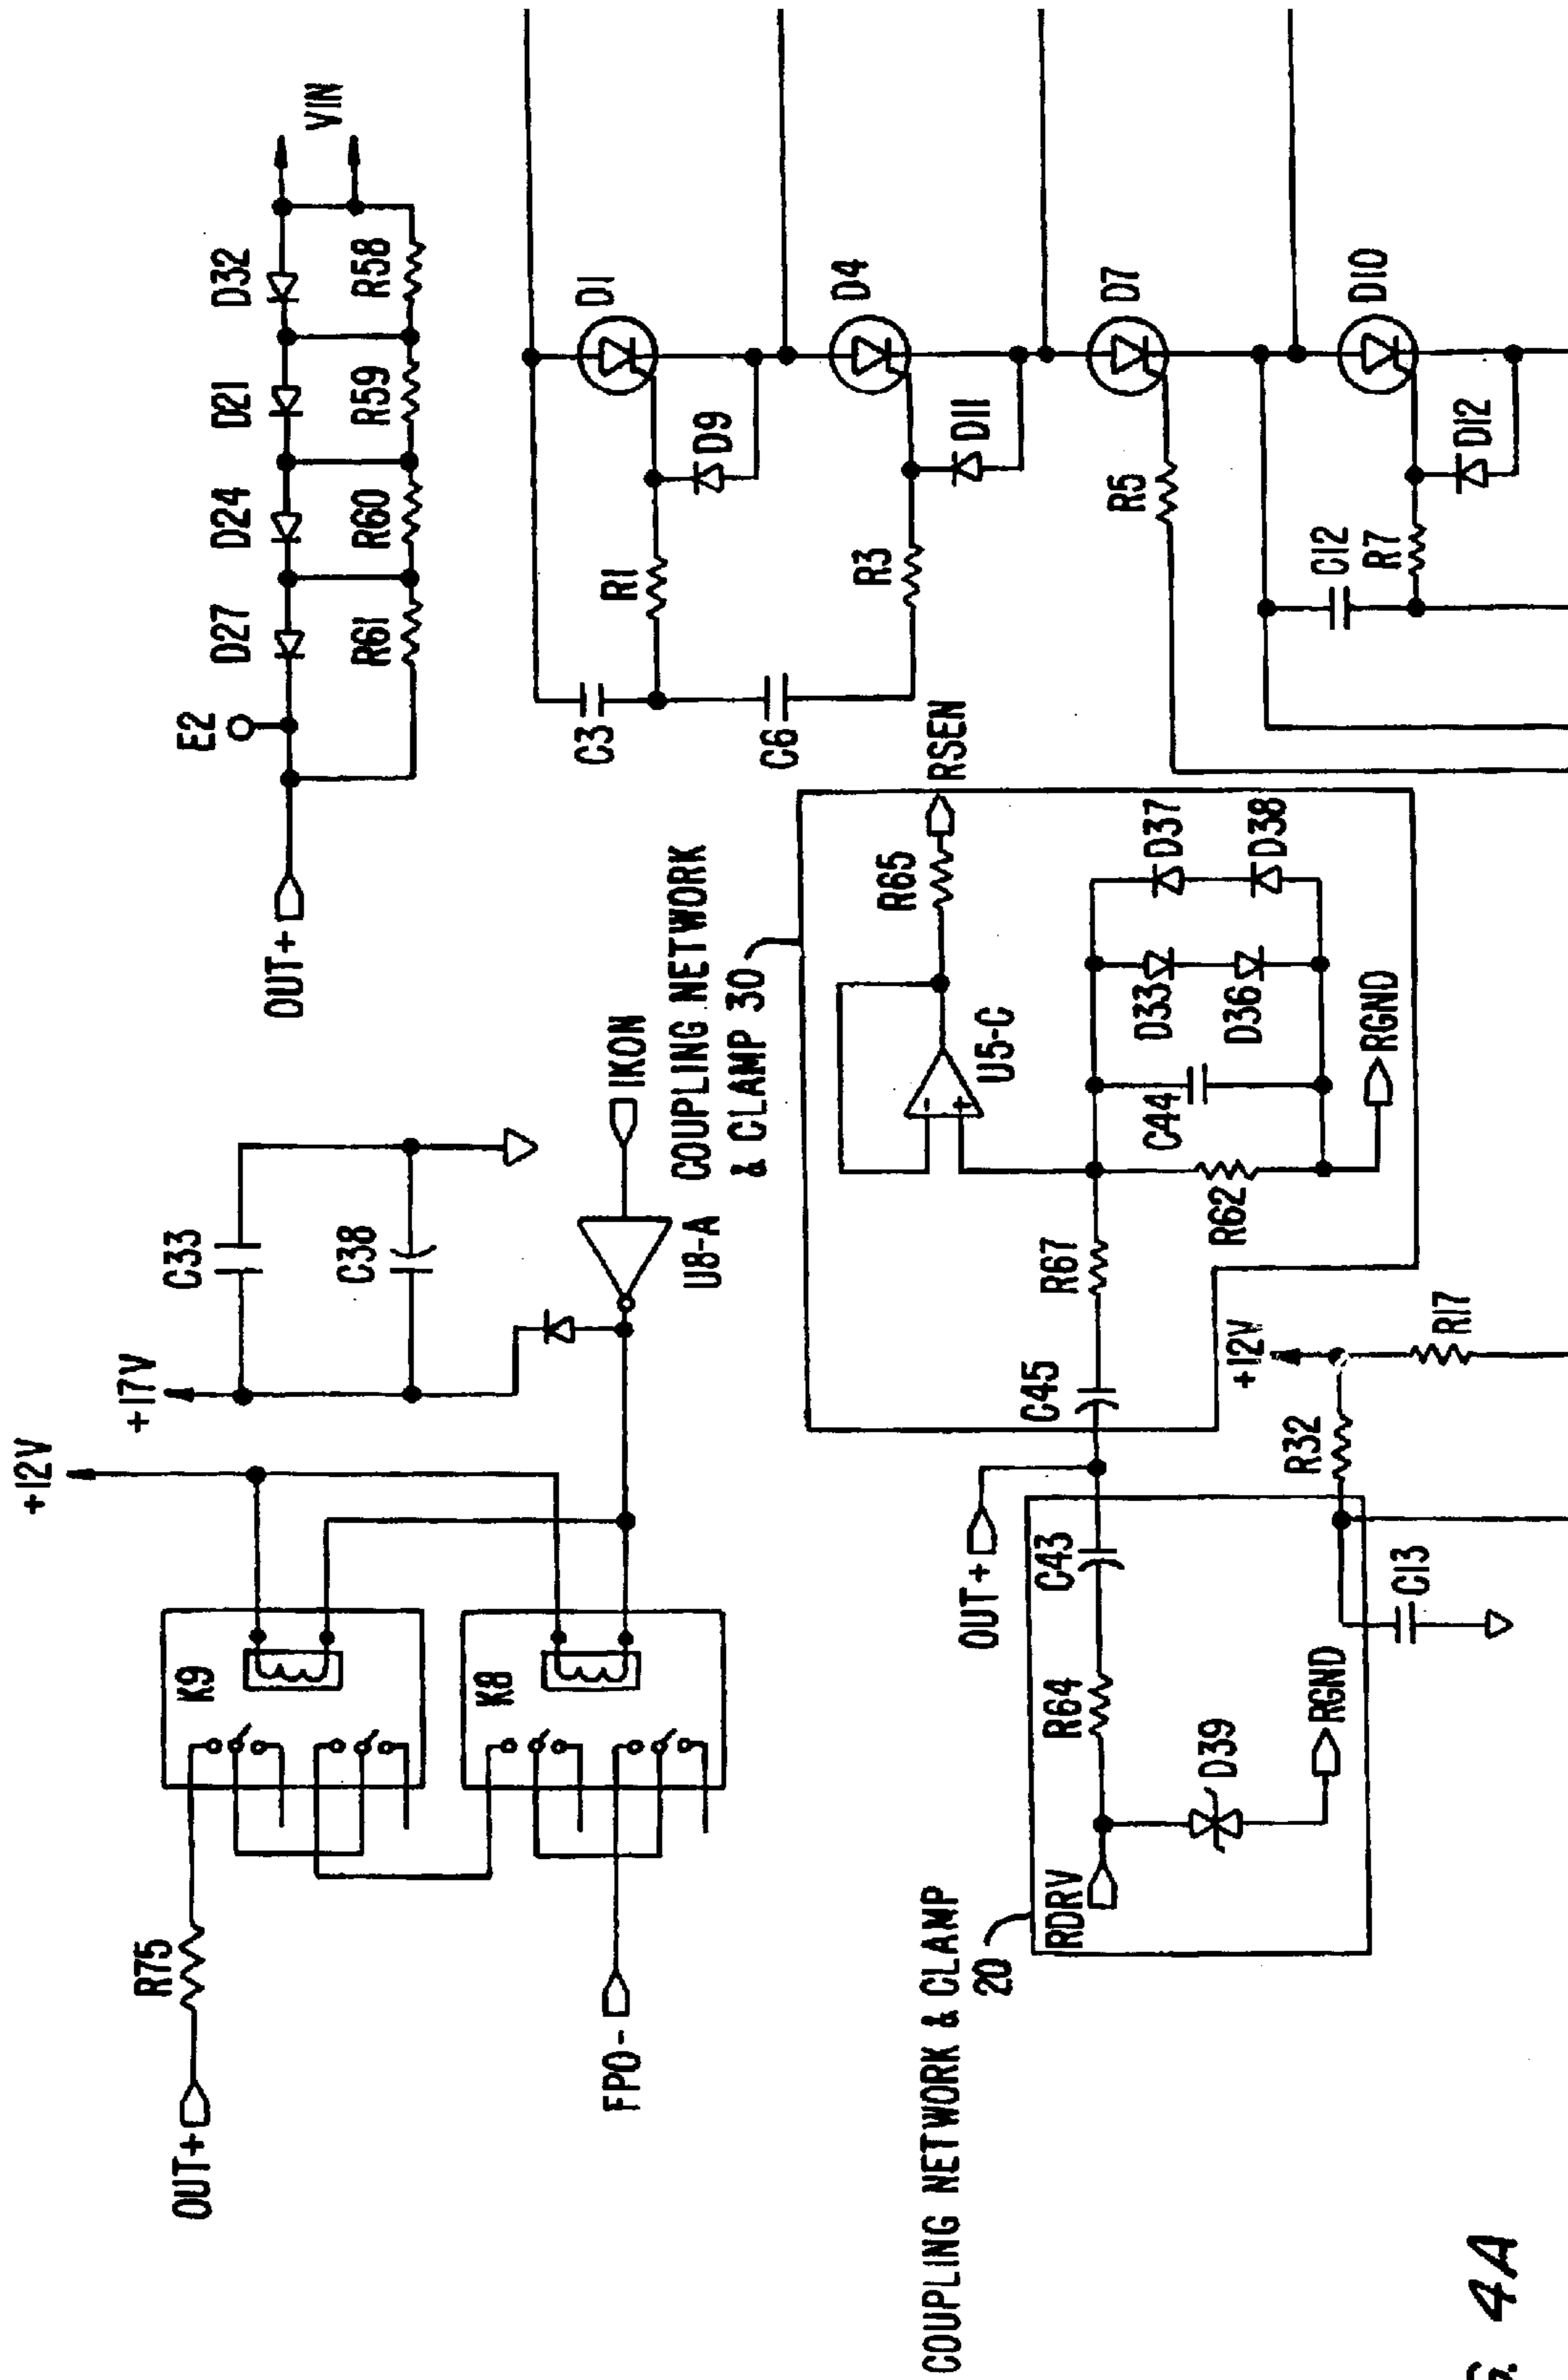 +12V
+17V
C33
C38
IKON
U8-A
K9
K8
R75
OUT+
FPO-
OUT+
E2
D27
D24
D21
D32
R61
R60
R59
R58
VIN
D1
D4
D7
D10
D9
D11
D12
R1
R3
R5
R7
C3
C6
C12
COUPLING NETWORK
& CLAMP 30
RSEN
R65
U5-C
D37
D38
D33
D36
C44
R62
RGND
R67
C45
+12V
R17
R32
OUT+
C43
C13
R64
D39
RGND
RDRV
COUPLING NETWORK & CLAMP
20
G. 4A